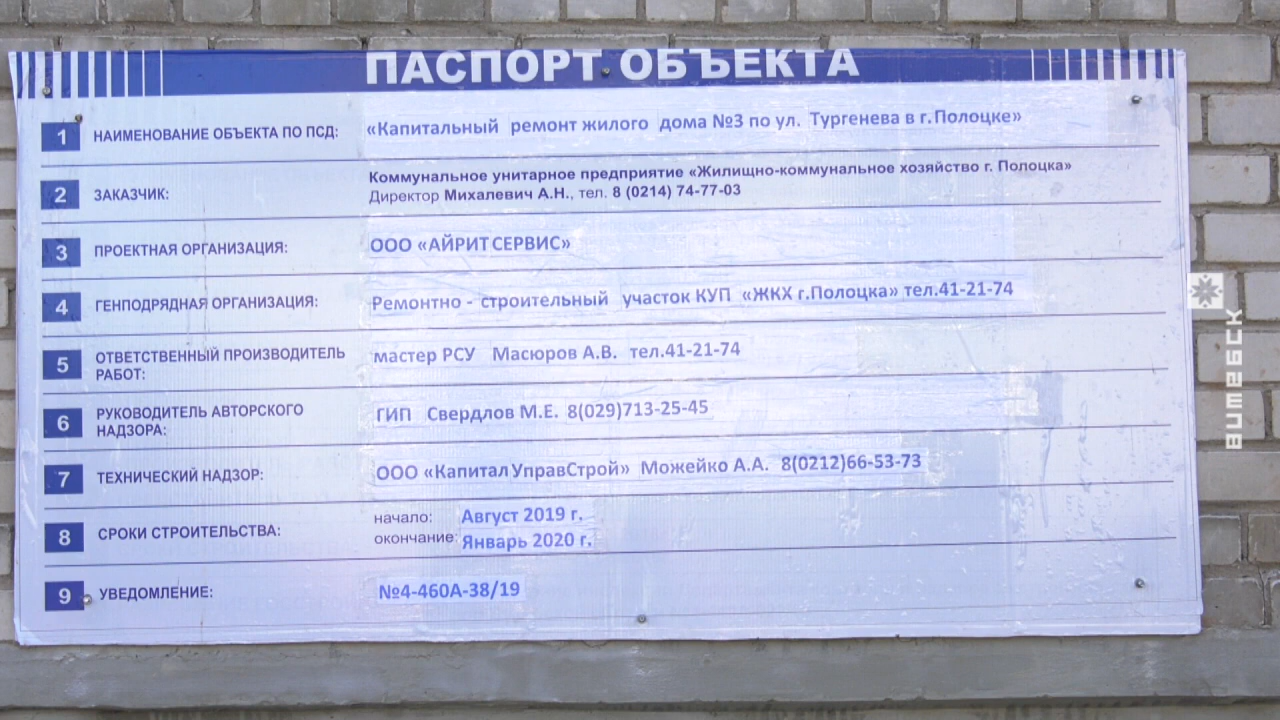 ПАСПОРТ ОБЪЕКТА
1 НАИМЕНОВАНИЕ ОБЪЕКТА ПО ПСД: «Капитальный ремонт жилого дома №3 по ул. Тургенева в г.Полоцке»
2 ЗАКАЗЧИК: Коммунальное унитарное предприятие «Жилищно-коммунальное хозяйство г. Полоцка»
Директор Михалевич А.Н., тел. 8 (0214) 74-77-03
3 ПРОЕКТНАЯ ОРГАНИЗАЦИЯ: ООО «АЙРИТ СЕРВИС»
4 ГЕНПОДРЯДНАЯ ОРГАНИЗАЦИЯ: Ремонтно - строительный участок КУП «ЖКХ г.Полоцка» тел.41-21-74
5 ОТВЕТСТВЕННЫЙ ПРОИЗВОДИТЕЛЬ
РАБОТ: мастер РСУ Масюров А.В. тел.41-21-74
6 РУКОВОДИТЕЛЬ АВТОРСКОГО
НАДЗОРА: ГИП Свердлов М.Е. 8(029)713-25-45
7 ТЕХНИЧЕСКИЙ НАДЗОР: ООО «Капитал УправСтрой» Можейко А.А. 8(0212)66-53-73
8 СРОКИ СТРОИТЕЛЬСТВА: начало: Август 2019 г.
окончание: Январь 2020 г.
9 УВЕДОМЛЕНИЕ: №4-460А-38/19
витебск